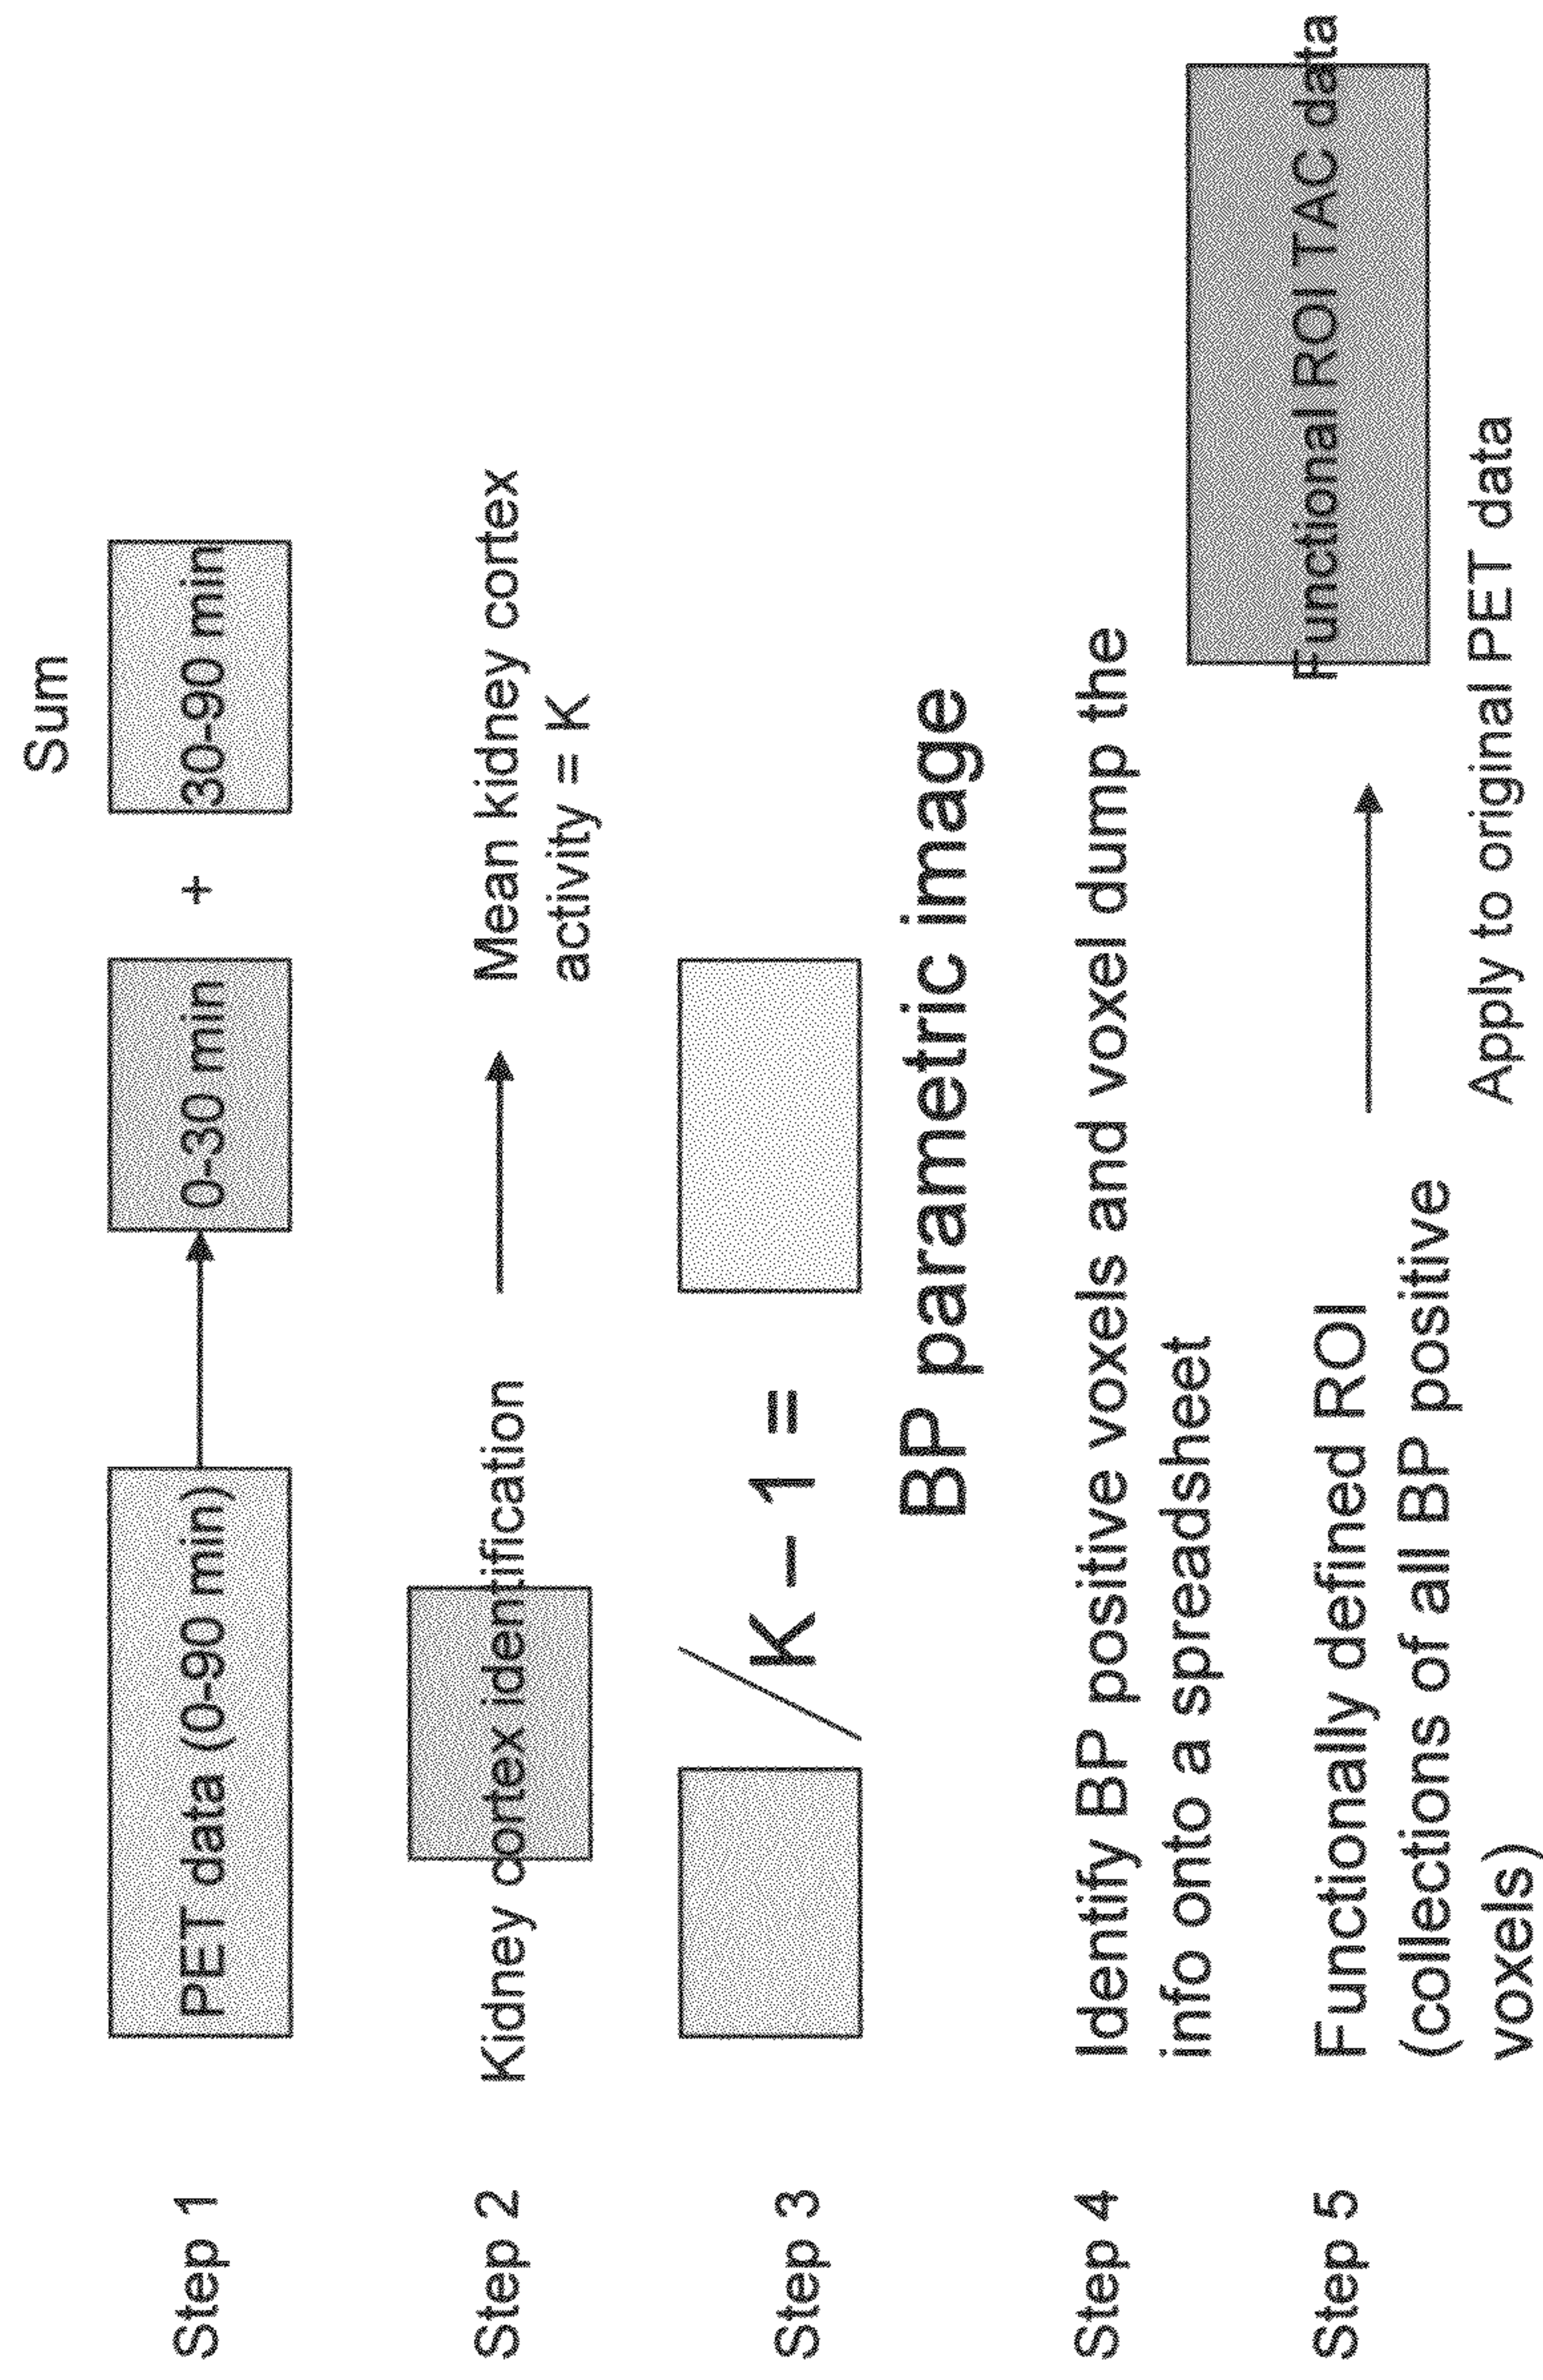 Sum
Step 1
PET data (0-90 min)
0-30 min
+
30-90 min
Step 2
Kidney cortex identification
Mean kidney cortex
activity = K
Step 3
K – 1 =
BP parametric image
Step 4
Identify BP positive voxels and voxel dump the
info onto a spreadsheet
Step 5
Functionally defined ROI
(collections of all BP positive
voxels)
Functional ROI TAC data
Apply to original PET data